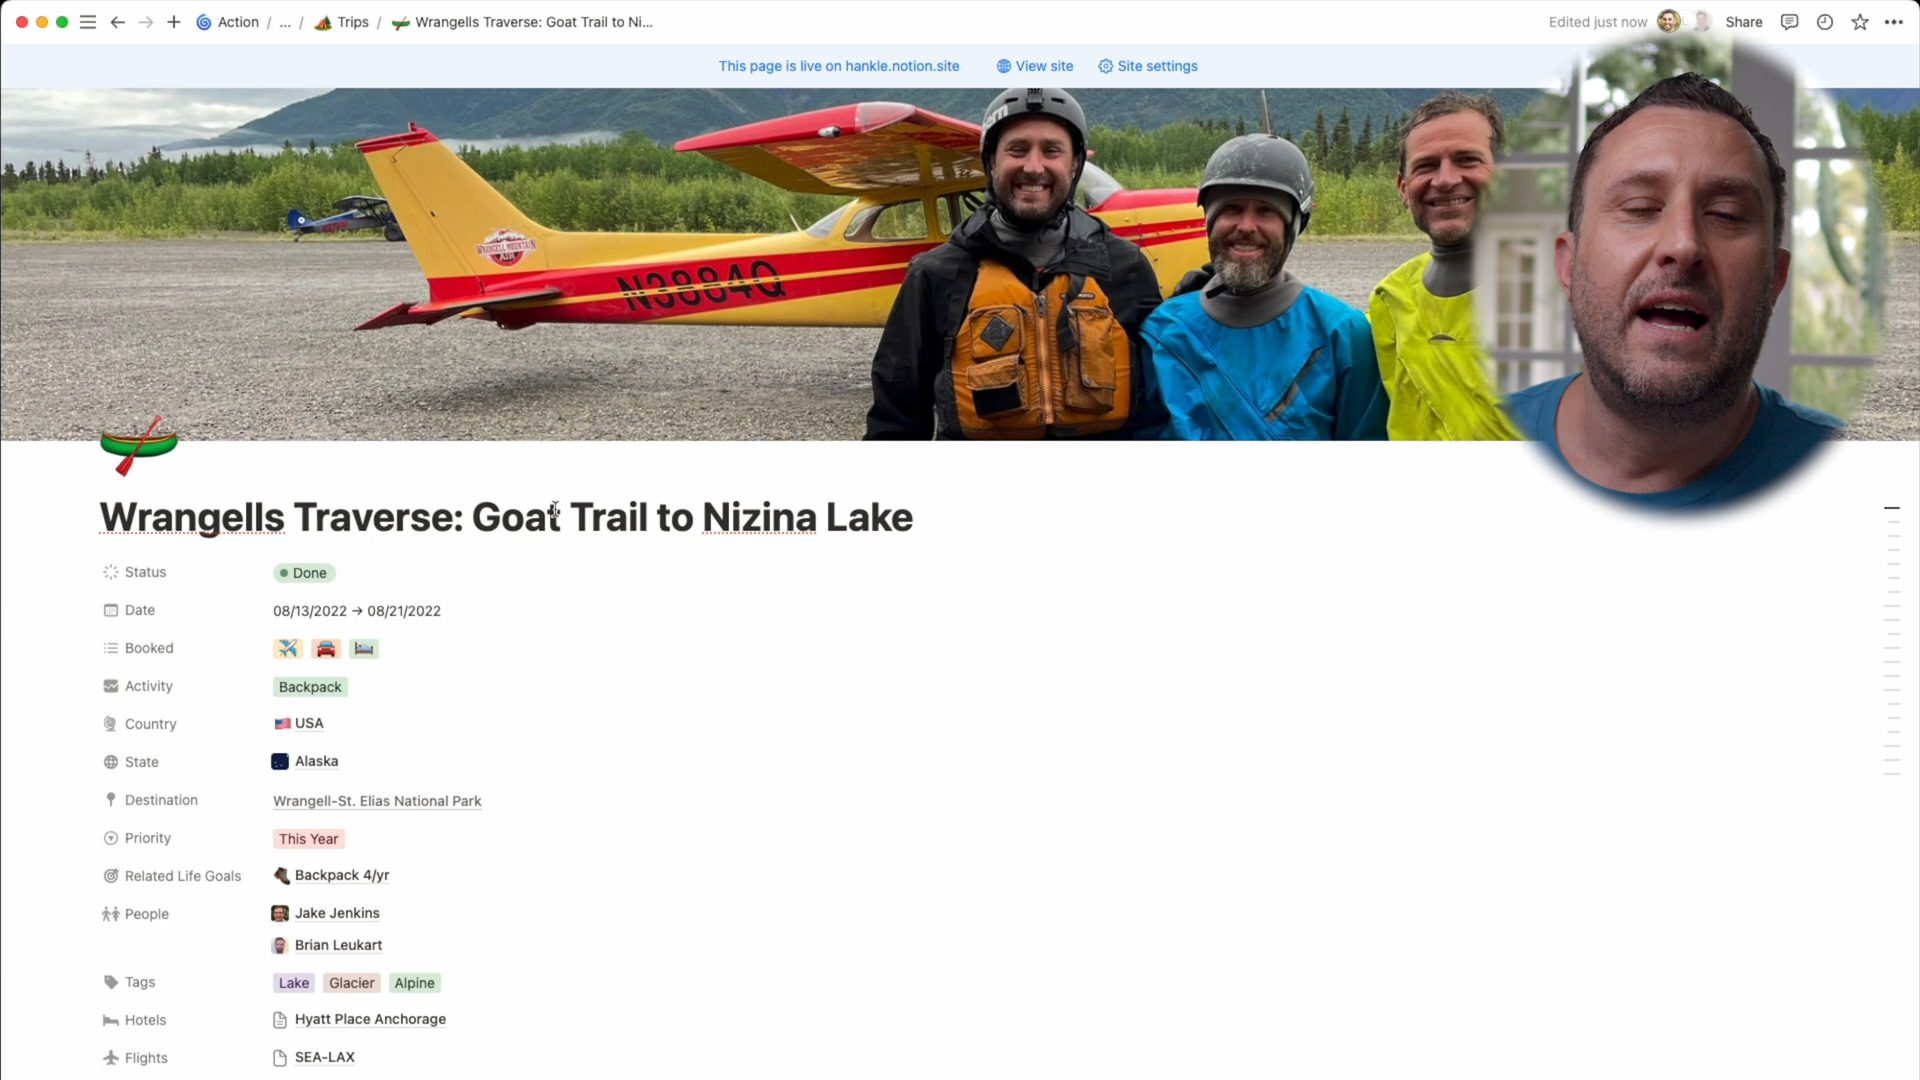 Action / ... / Trips / Wrangells Traverse: Goat Trail to Ni...
Edited just now
Share
This page is live on hankle.notion.site
View site
Site settings
WRANGELL MOUNTAIN
AIR
N3884Q
Wrangells Traverse: Goat Trail to Nizina Lake
Status
Done
Date
08/13/2022 → 08/21/2022
Booked
Activity
Backpack
Country
USA
State
Alaska
Destination
Wrangell-St. Elias National Park
Priority
This Year
Related Life Goals
Backpack 4/yr
People
Jake Jenkins
Brian Leukart
Tags
Lake Glacier Alpine
Hotels
Hyatt Place Anchorage
Flights
SEA-LAX